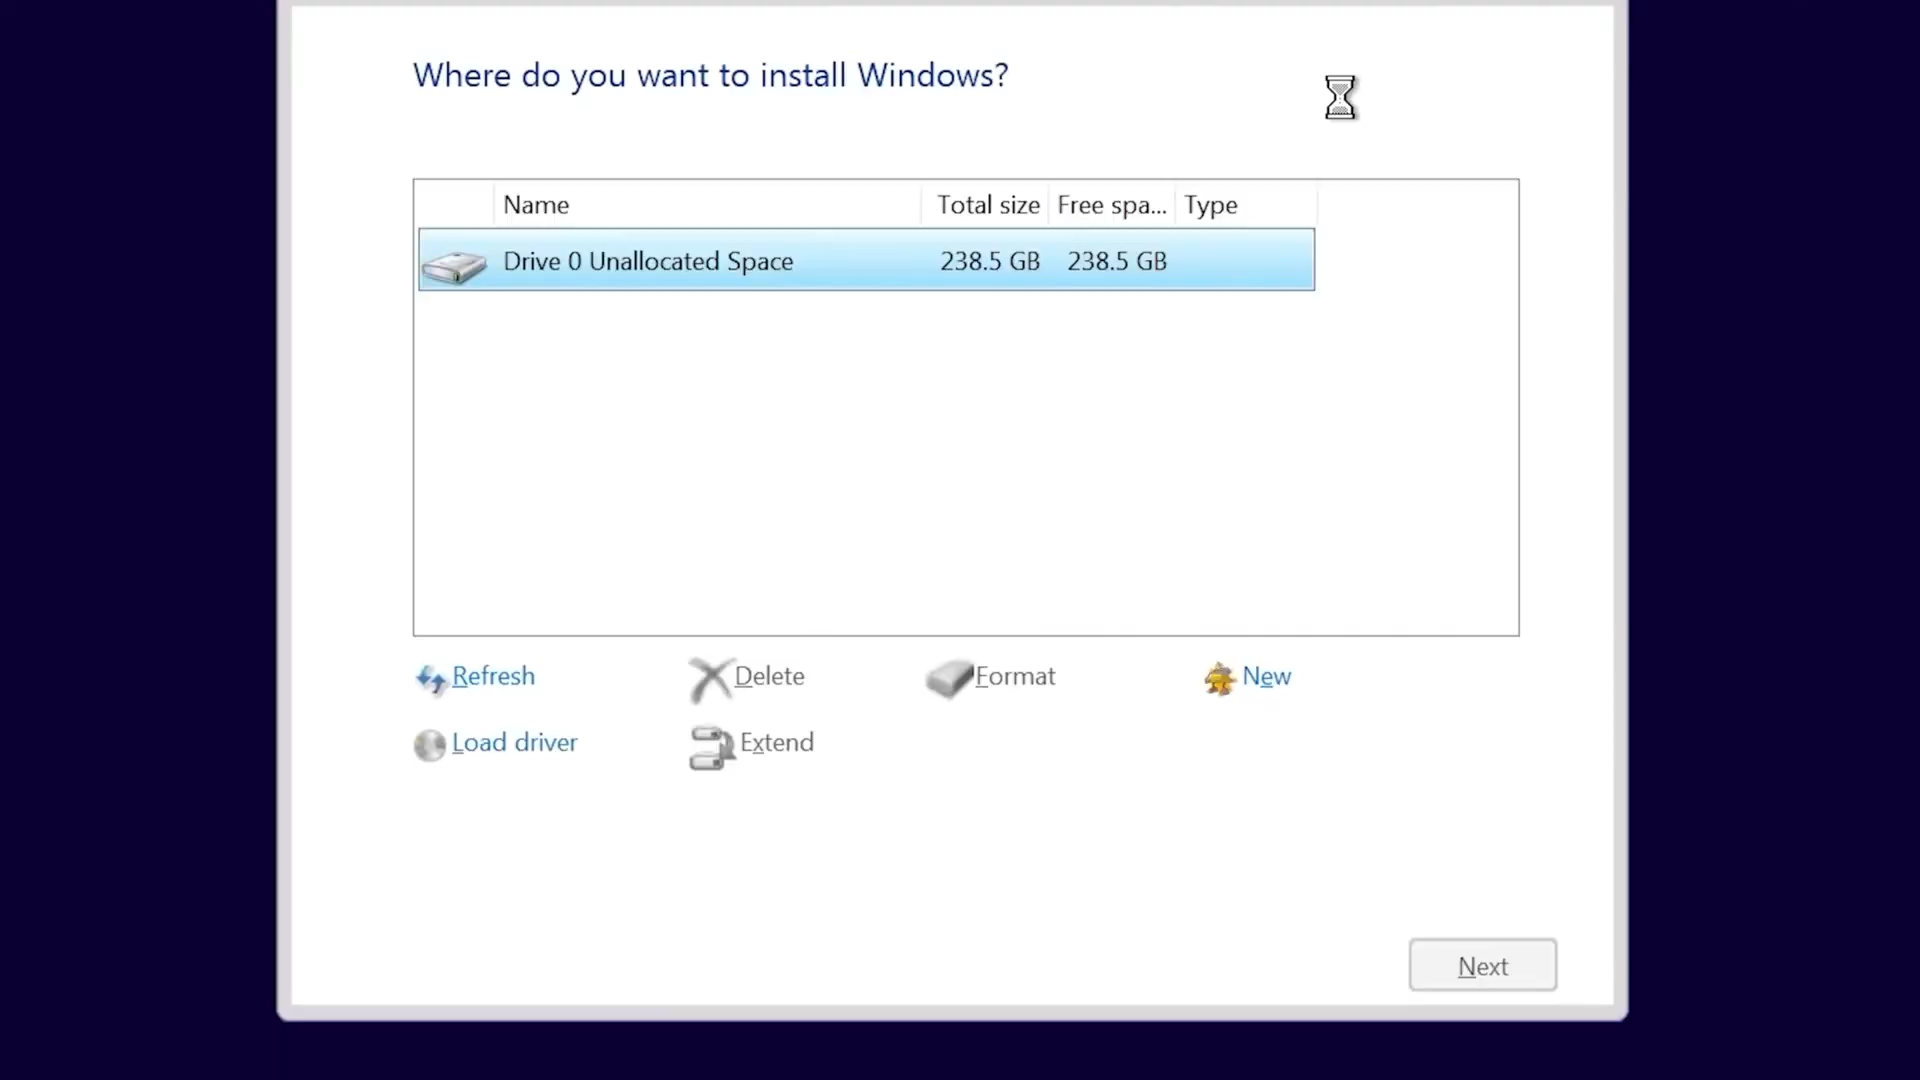 Where do you want to install Windows?
Name Total size Free spa... Type
Drive 0 Unallocated Space 238.5 GB 238.5 GB
Refresh Delete Format New
Load driver Extend
Next